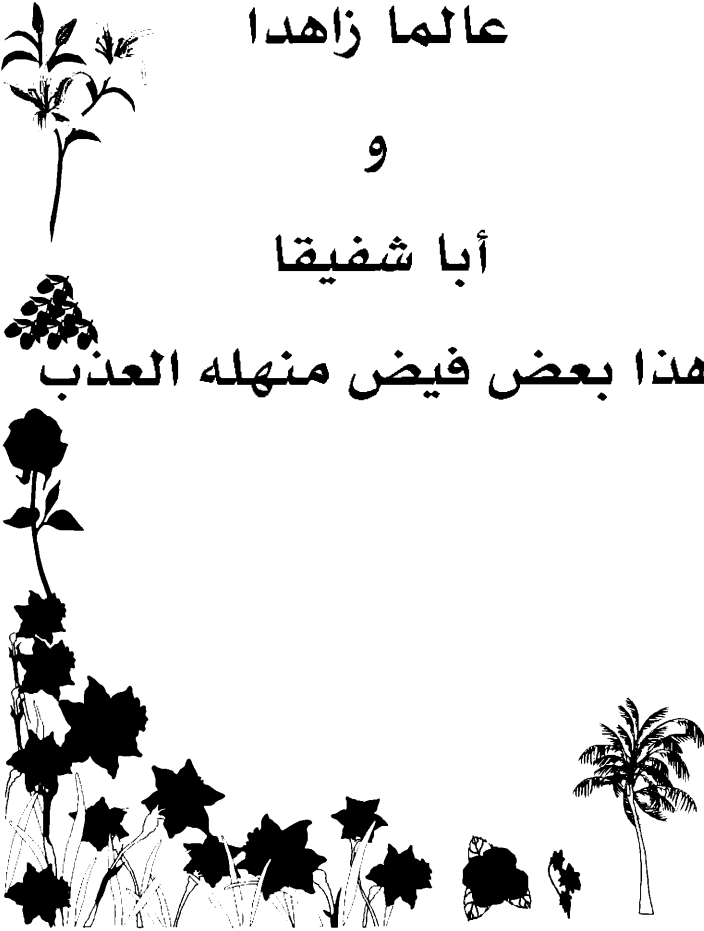 عالما زاهدا
و
أبا شفيقا
هذا بعض فيض منهله العذب